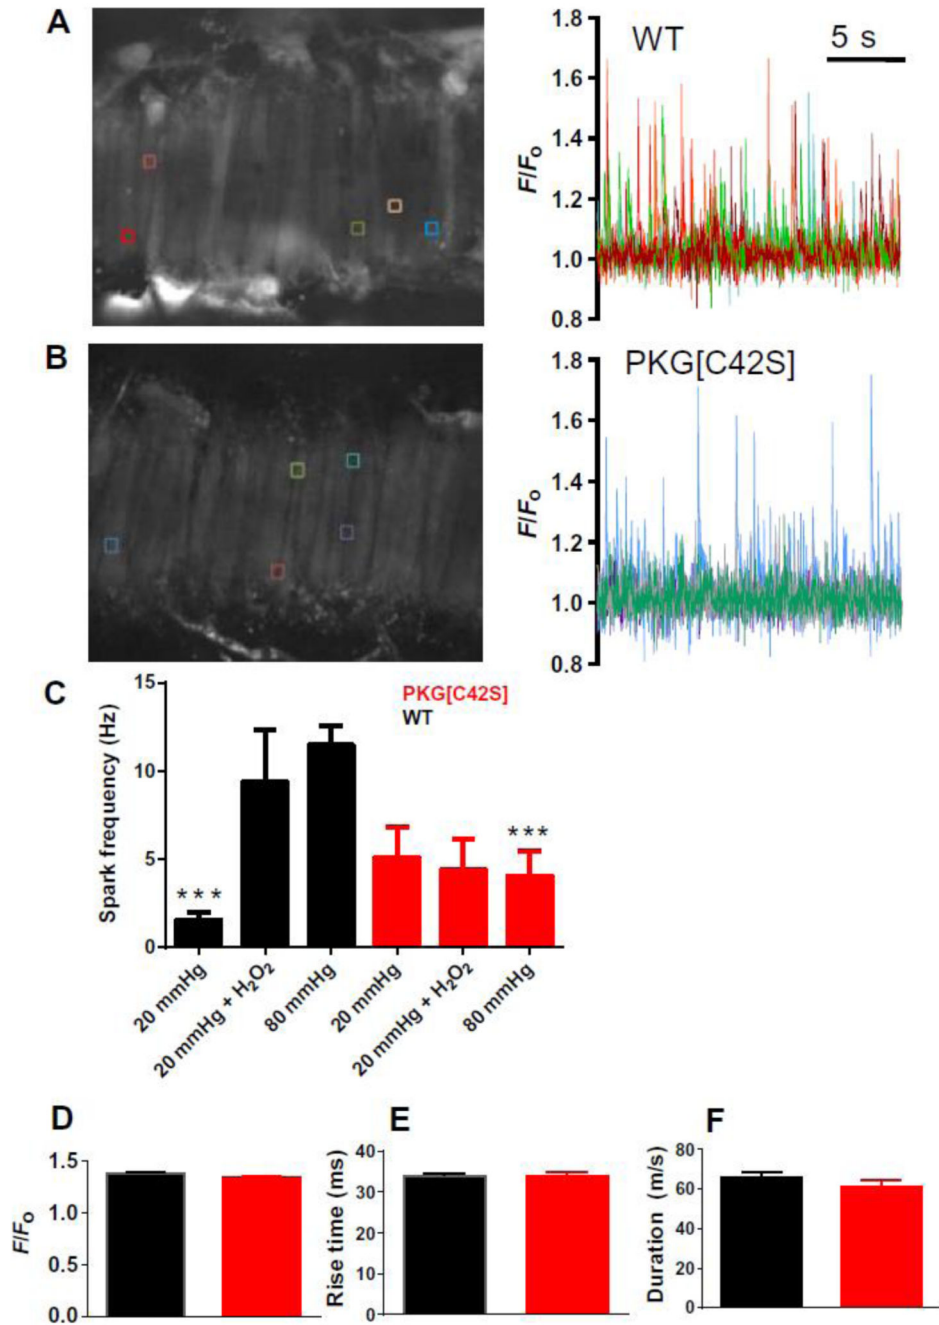 A
WT
5 s
1.8
1.6
1.4
1.2
1.0
0.8
F/Fo
B
PKG[C42S]
1.8
1.6
1.4
1.2
1.0
0.8
F/Fo
C
PKG[C42S]
WT
15
10
5
0
Spark frequency (Hz)
***
***
20 mmHg
20 mmHg + H₂O₂
80 mmHg
20 mmHg
20 mmHg + H₂O₂
80 mmHg
D
1.5
1.0
0.5
0.0
F/Fo
E
40
30
20
10
0
Rise time (ms)
F
80
60
40
20
0
Duration (m/s)